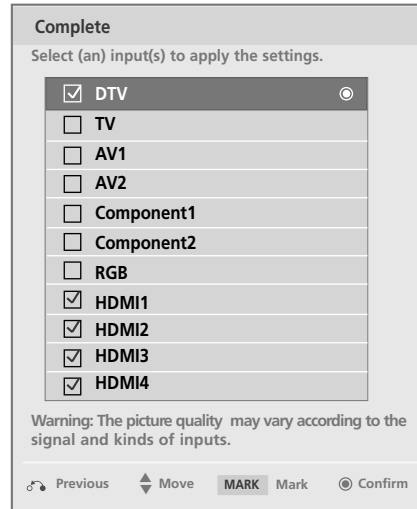 Complete
Select (an) input(s) to apply the settings.
DTV
TV
AV1
AV2
Component1
Component2
RGB
HDMI1
HDMI2
HDMI3
HDMI4
Warning: The picture quality may vary according to the
signal and kinds of inputs.
Previous Move MARK Mark Confirm